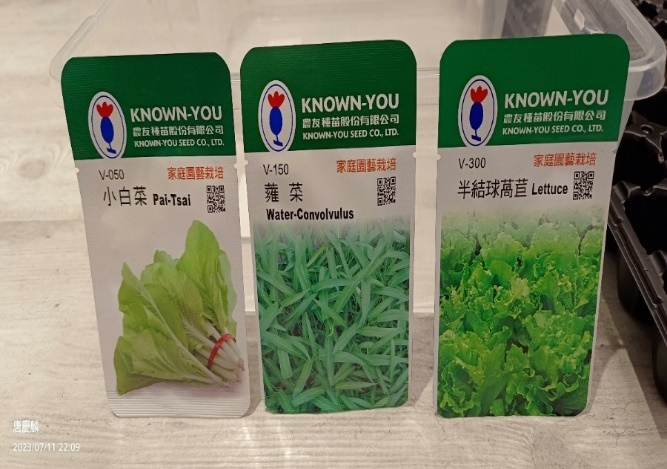 KNOWN-YOU
農友種苗股份有限公司
KNOWN-YOU SEED CO., LTD.
V-050
家庭園藝栽培
小白菜 Pai-Tsai
KNOWN-YOU
農友種苗股份有限公司
KNOWN-YOU SEED CO., LTD.
V-150
家庭園藝栽培
蕹菜
Water-Convolvulus
KNOWN-YOU
農友種苗股份有限公司
KNOWN-YOU SEED CO., LTD.
V-300
家庭園藝栽培
半結球萵苣 Lettuce
唐慶麟
2023/07/11 22:09